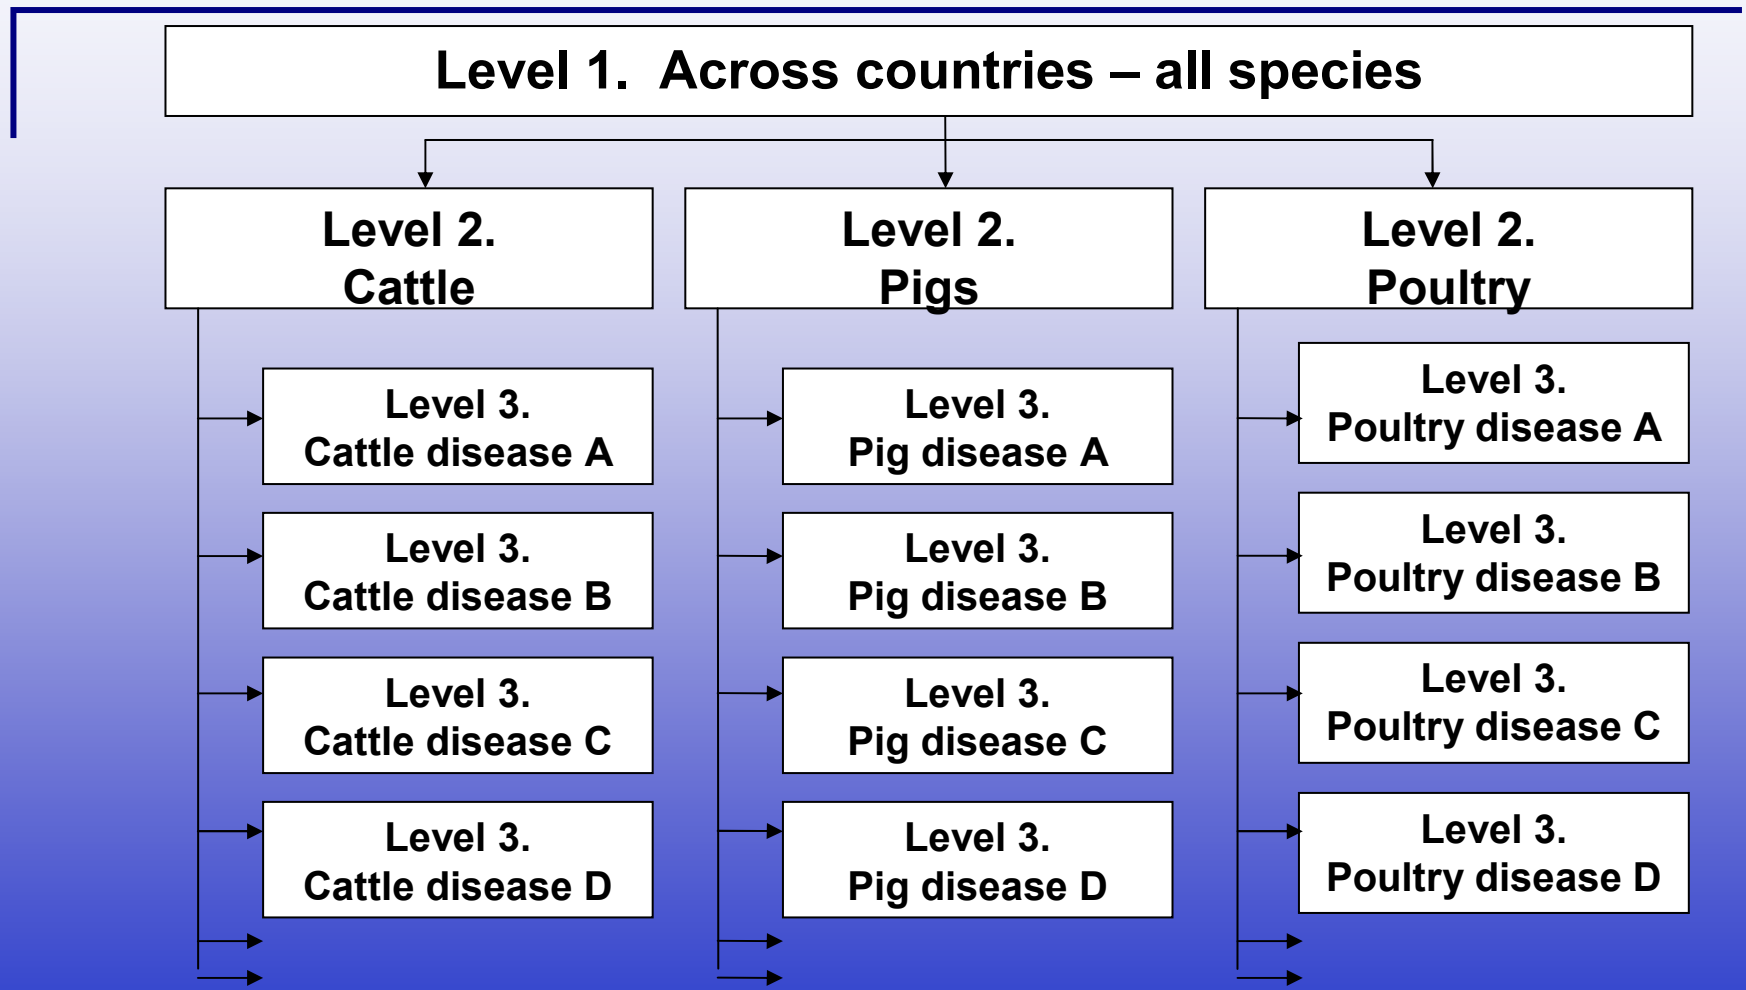 Level 1.  Across countries – all species
Level 2.
Cattle
Level 3.
Cattle disease A
Level 3.
Cattle disease B
Level 3.
Cattle disease C
Level 3.
Cattle disease D
Level 2.
Pigs
Level 3.
Pig disease A
Level 3.
Pig disease B
Level 3.
Pig disease C
Level 3.
Pig disease D
Level 2.
Poultry
Level 3.
Poultry disease A
Level 3.
Poultry disease B
Level 3.
Poultry disease C
Level 3.
Poultry disease D